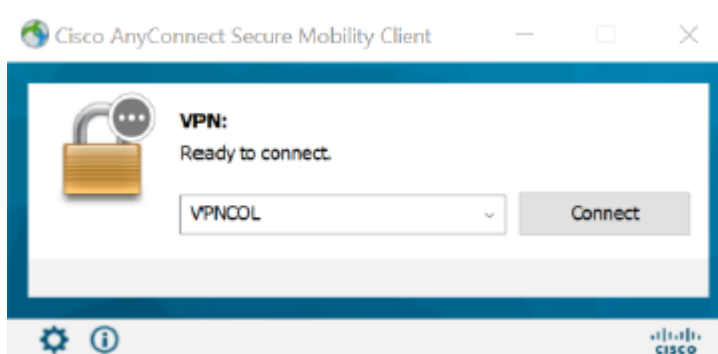 Cisco AnyConnect Secure Mobility Client
VPN:
Ready to connect.
VPNCOL
Connect
CISCO